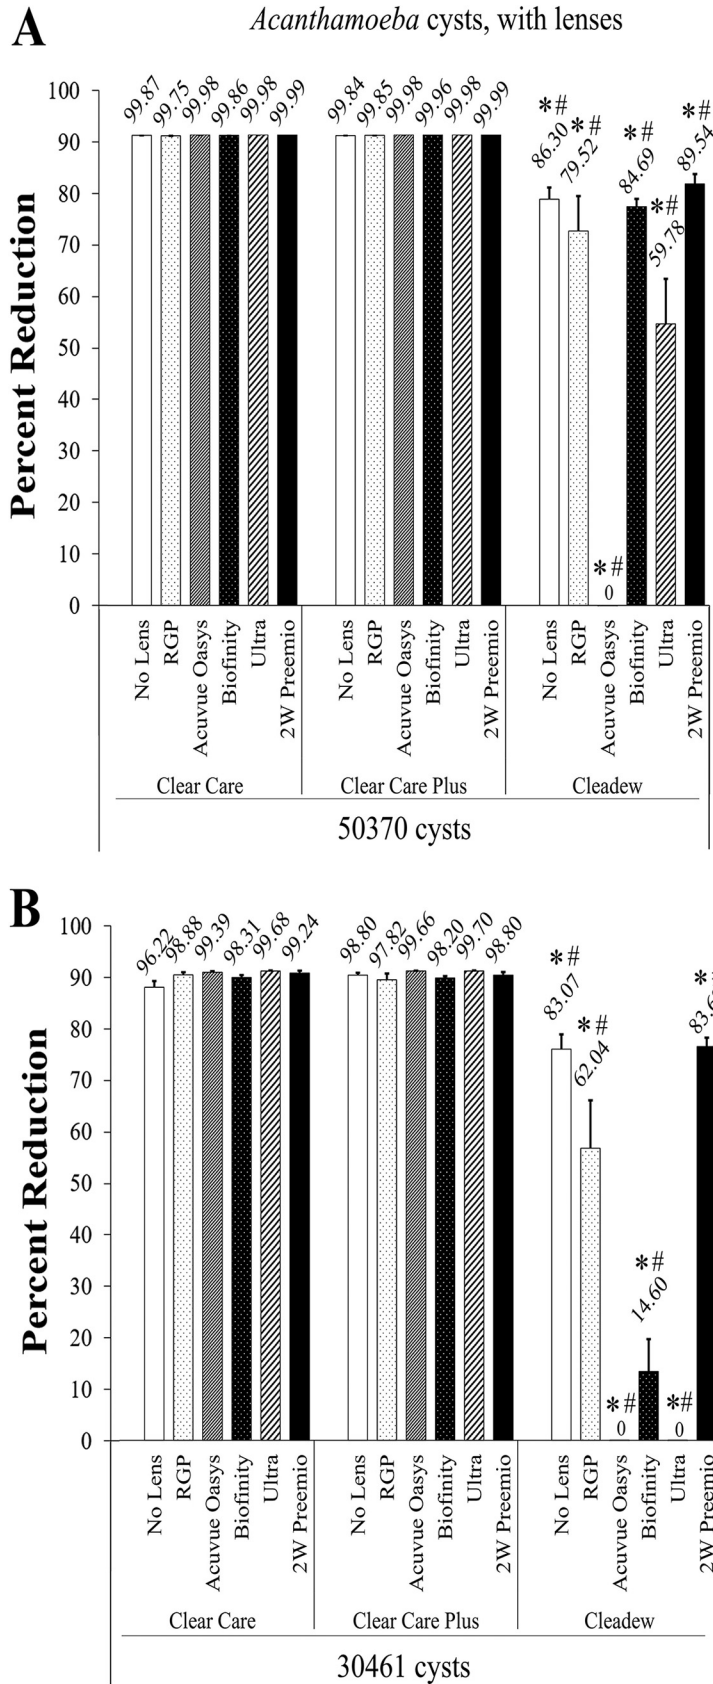 A
Acanthamoeba cysts, with lenses
Percent Reduction
100
90
80
70
60
50
40
30
20
10
0
99.87
99.75
99.98
99.86
99.98
99.99
99.84
99.85
99.98
99.96
99.98
99.99
*#
86.30
*#
79.52
*#
0
*#
84.69
*#
59.78
*#
89.54
No Lens
RGP
Acuvue Oasys
Biofinity
Ultra
2W Preemio
No Lens
RGP
Acuvue Oasys
Biofinity
Ultra
2W Preemio
No Lens
RGP
Acuvue Oasys
Biofinity
Ultra
2W Preemio
Clear Care
Clear Care Plus
Cleadew
50370 cysts
B
Percent Reduction
100
90
80
70
60
50
40
30
20
10
0
96.22
98.88
99.39
98.31
99.68
99.24
98.80
97.82
99.66
98.20
99.70
98.80
*#
83.07
*#
62.04
*#
0
*#
14.60
*#
0
*
83.6
No Lens
RGP
Acuvue Oasys
Biofinity
Ultra
2W Preemio
No Lens
RGP
Acuvue Oasys
Biofinity
Ultra
2W Preemio
No Lens
RGP
Acuvue Oasys
Biofinity
Ultra
2W Preemio
Clear Care
Clear Care Plus
Cleadew
30461 cysts